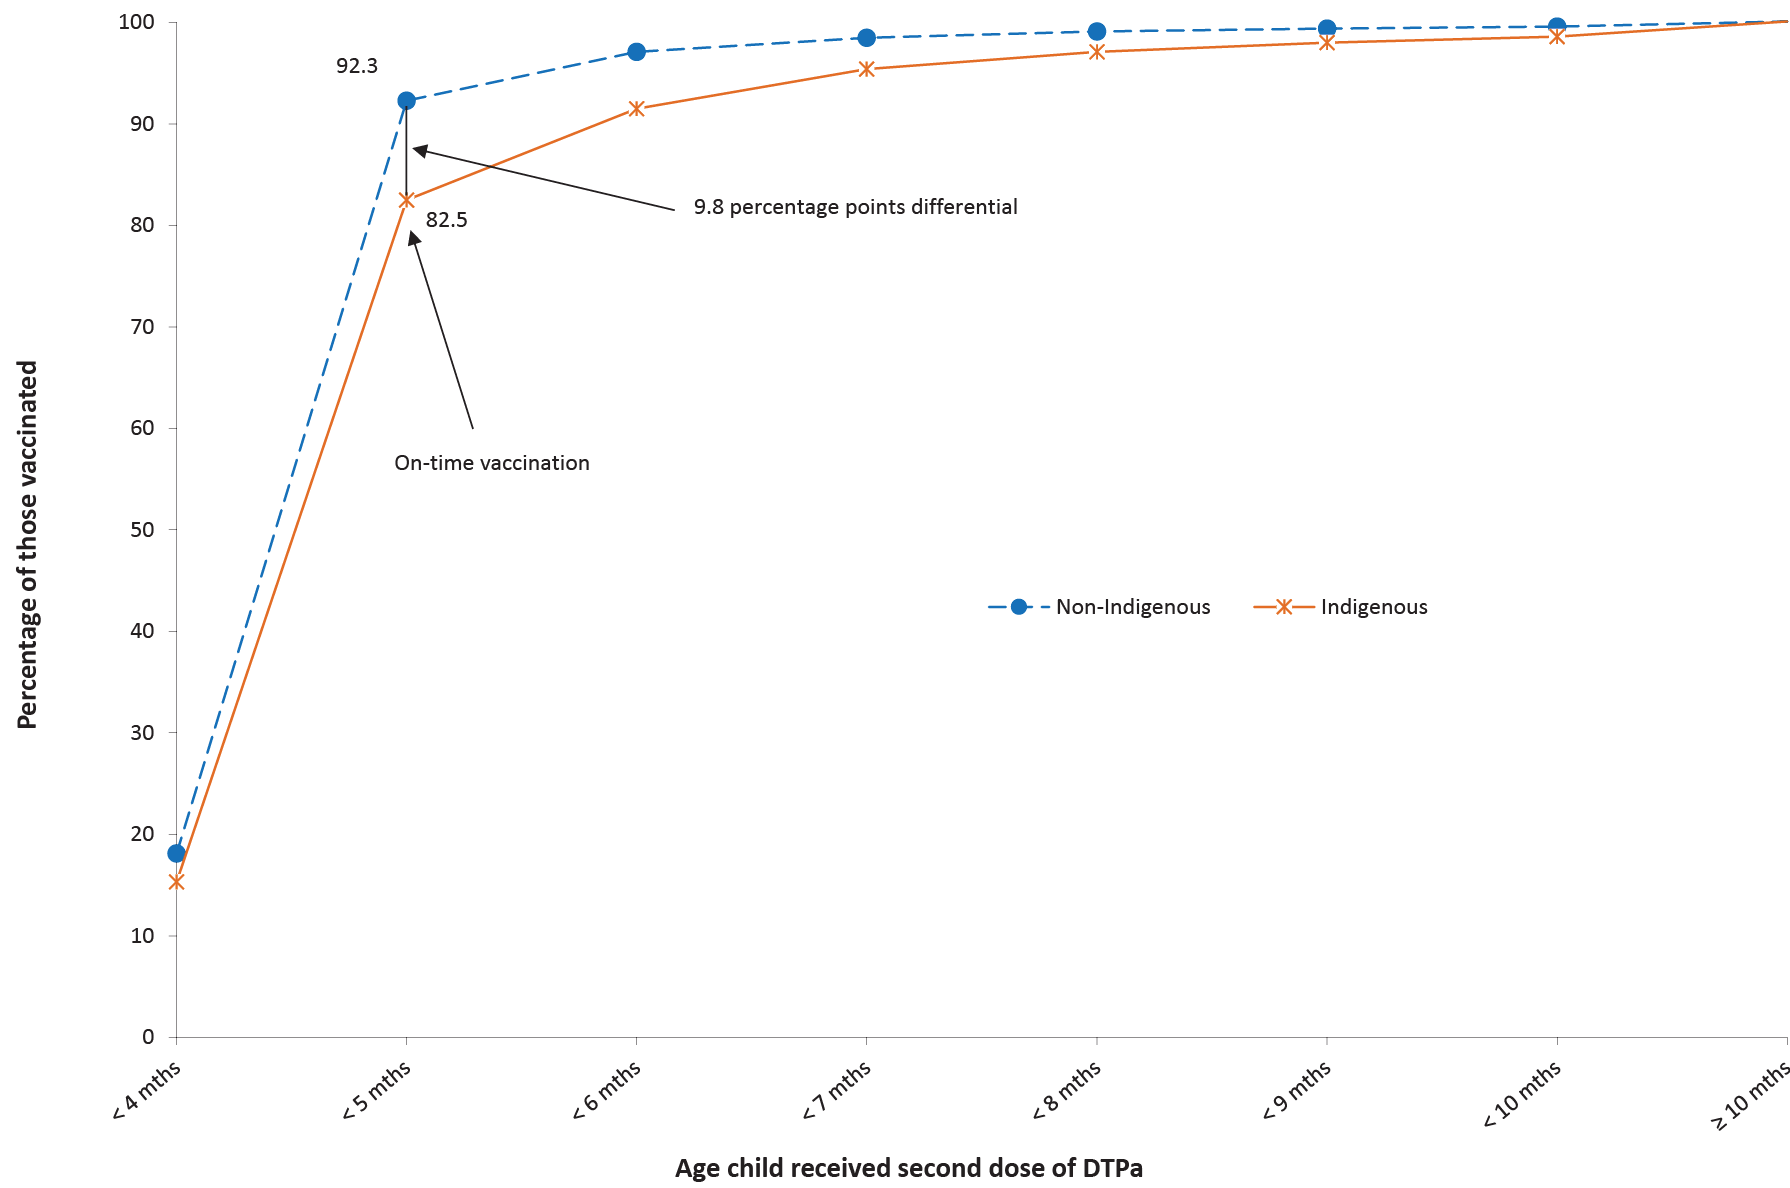 Percentage of those vaccinated
100
90
80
70
60
50
40
30
20
10
0
92.3
82.5
9.8 percentage points differential
On-time vaccination
Non-Indigenous
Indigenous
< 4 mths
< 5 mths
< 6 mths
< 7 mths
< 8 mths
< 9 mths
< 10 mths
≥ 10 mths
Age child received second dose of DTPa